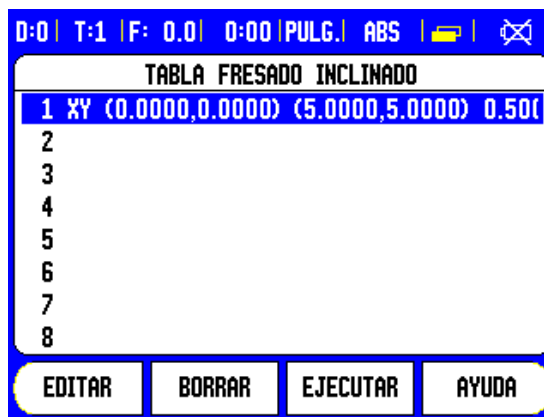 D:0 | T:1 | F: 0.0 | 0:00 | PULG. | ABS
TABLA FRESADO INCLINADO
1 XY (0.0000,0.0000) (5.0000,5.0000) 0.500
2
3
4
5
6
7
8
EDITAR BORRAR EJECUTAR AYUDA